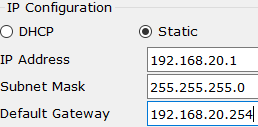 IP Configuration
DHCP Static
IP Address 192.168.20.1
Subnet Mask 255.255.255.0
Default Gateway 192.168.20.254